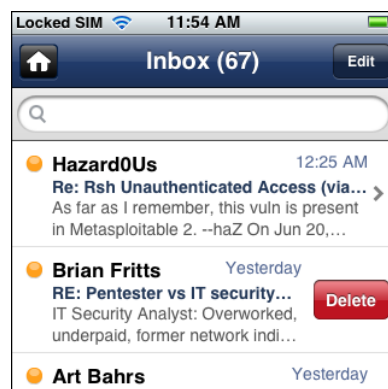 Locked SIM 11:54 AM
Inbox (67)
Edit
Hazard0Us 12:25 AM
Re: Rsh Unauthenticated Access (via...
As far as I remember, this vuln is present
in Metasploitable 2. --haZ On Jun 20,...
Brian Fritts Yesterday
RE: Pentester vs IT security...
Delete
IT Security Analyst: Overworked,
underpaid, former network indi...
Art Bahrs Yesterday